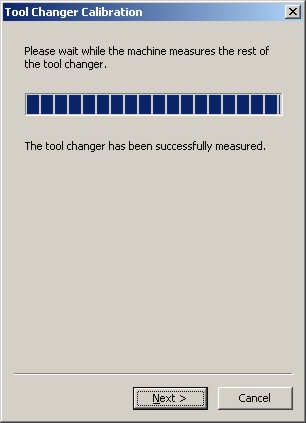 Tool Changer Calibration
Please wait while the machine measures the rest of
the tool changer.
The tool changer has been successfully measured.
Next >
Cancel